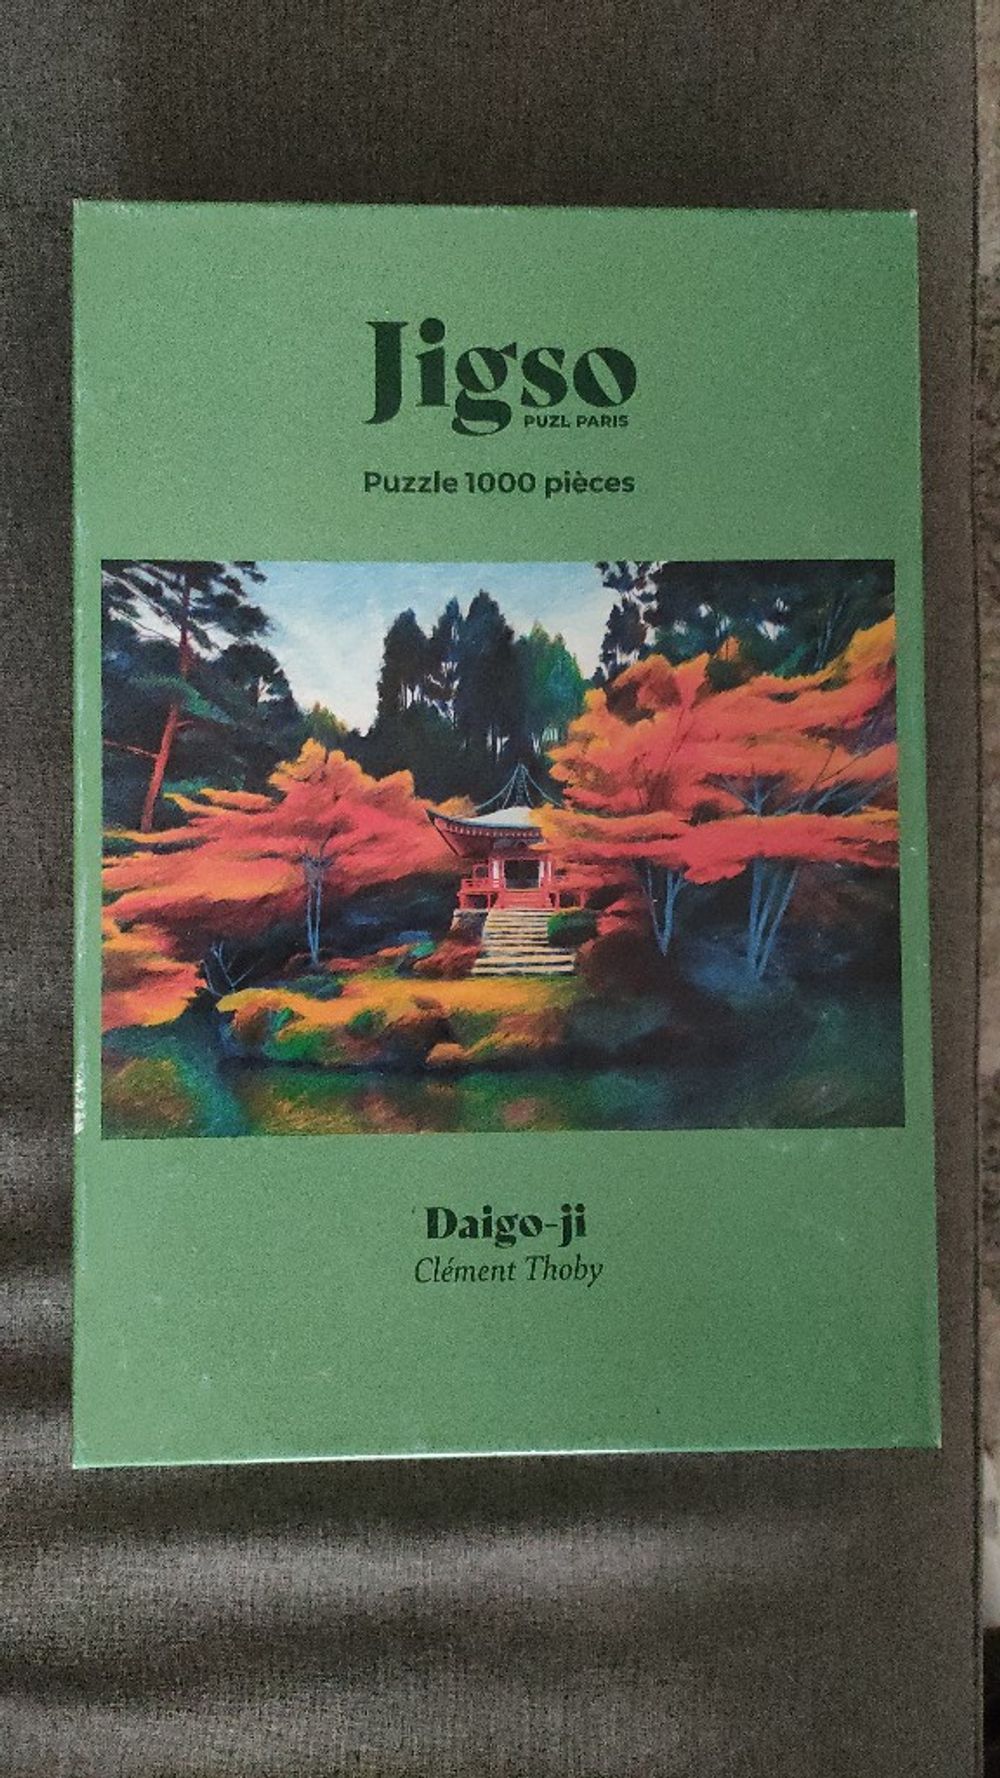 Jigso
PUZL PARIS
Puzzle 1000 pièces
Daigo-ji
Clément Thoby